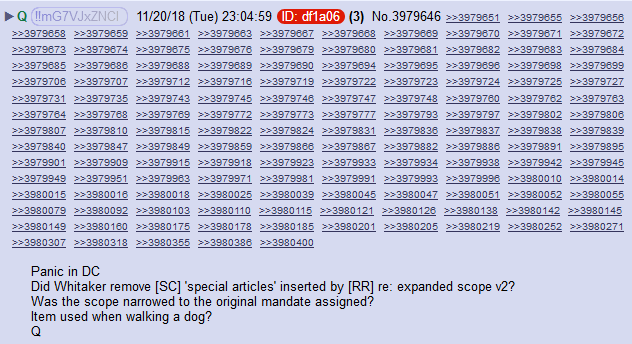 Q !!mG7VJxZNCI 11/20/18 (Tue) 23:04:59 ID: df1a06 (3) No.3979646 >>3979651 >>3979655 >>3979656
>>3979658 >>3979659 >>3979661 >>3979663 >>3979667 >>3979668 >>3979669 >>3979670 >>3979671 >>3979672
>>3979673 >>3979674 >>3979675 >>3979676 >>3979679 >>3979680 >>3979681 >>3979682 >>3979683 >>3979684
>>3979685 >>3979686 >>3979688 >>3979689 >>3979690 >>3979694 >>3979695 >>3979696 >>3979698 >>3979699
>>3979706 >>3979707 >>3979712 >>3979716 >>3979719 >>3979722 >>3979723 >>3979724 >>3979725 >>3979727
>>3979731 >>3979735 >>3979743 >>3979745 >>3979746 >>3979747 >>3979748 >>3979760 >>3979762 >>3979763
>>3979764 >>3979768 >>3979769 >>3979772 >>3979773 >>3979777 >>3979793 >>3979797 >>3979802 >>3979806
>>3979807 >>3979810 >>3979815 >>3979822 >>3979824 >>3979831 >>3979836 >>3979837 >>3979838 >>3979839
>>3979840 >>3979847 >>3979849 >>3979859 >>3979866 >>3979867 >>3979882 >>3979886 >>3979891 >>3979895
>>3979901 >>3979909 >>3979915 >>3979918 >>3979923 >>3979933 >>3979934 >>3979938 >>3979942 >>3979945
>>3979949 >>3979951 >>3979963 >>3979971 >>3979981 >>3979991 >>3979993 >>3979996 >>3980010 >>3980014
>>3980015 >>3980016 >>3980018 >>3980025 >>3980039 >>3980045 >>3980047 >>3980051 >>3980052 >>3980055
>>3980079 >>3980092 >>3980103 >>3980110 >>3980115 >>3980121 >>3980126 >>3980138 >>3980142 >>3980145
>>3980149 >>3980160 >>3980175 >>3980178 >>3980185 >>3980201 >>3980205 >>3980219 >>3980252 >>3980271
>>3980307 >>3980318 >>3980355 >>3980386 >>3980400
Panic in DC
Did Whitaker remove [SC] 'special articles' inserted by [RR] re: expanded scope v2?
Was the scope narrowed to the original mandate assigned?
Item used when walking a dog?
Q